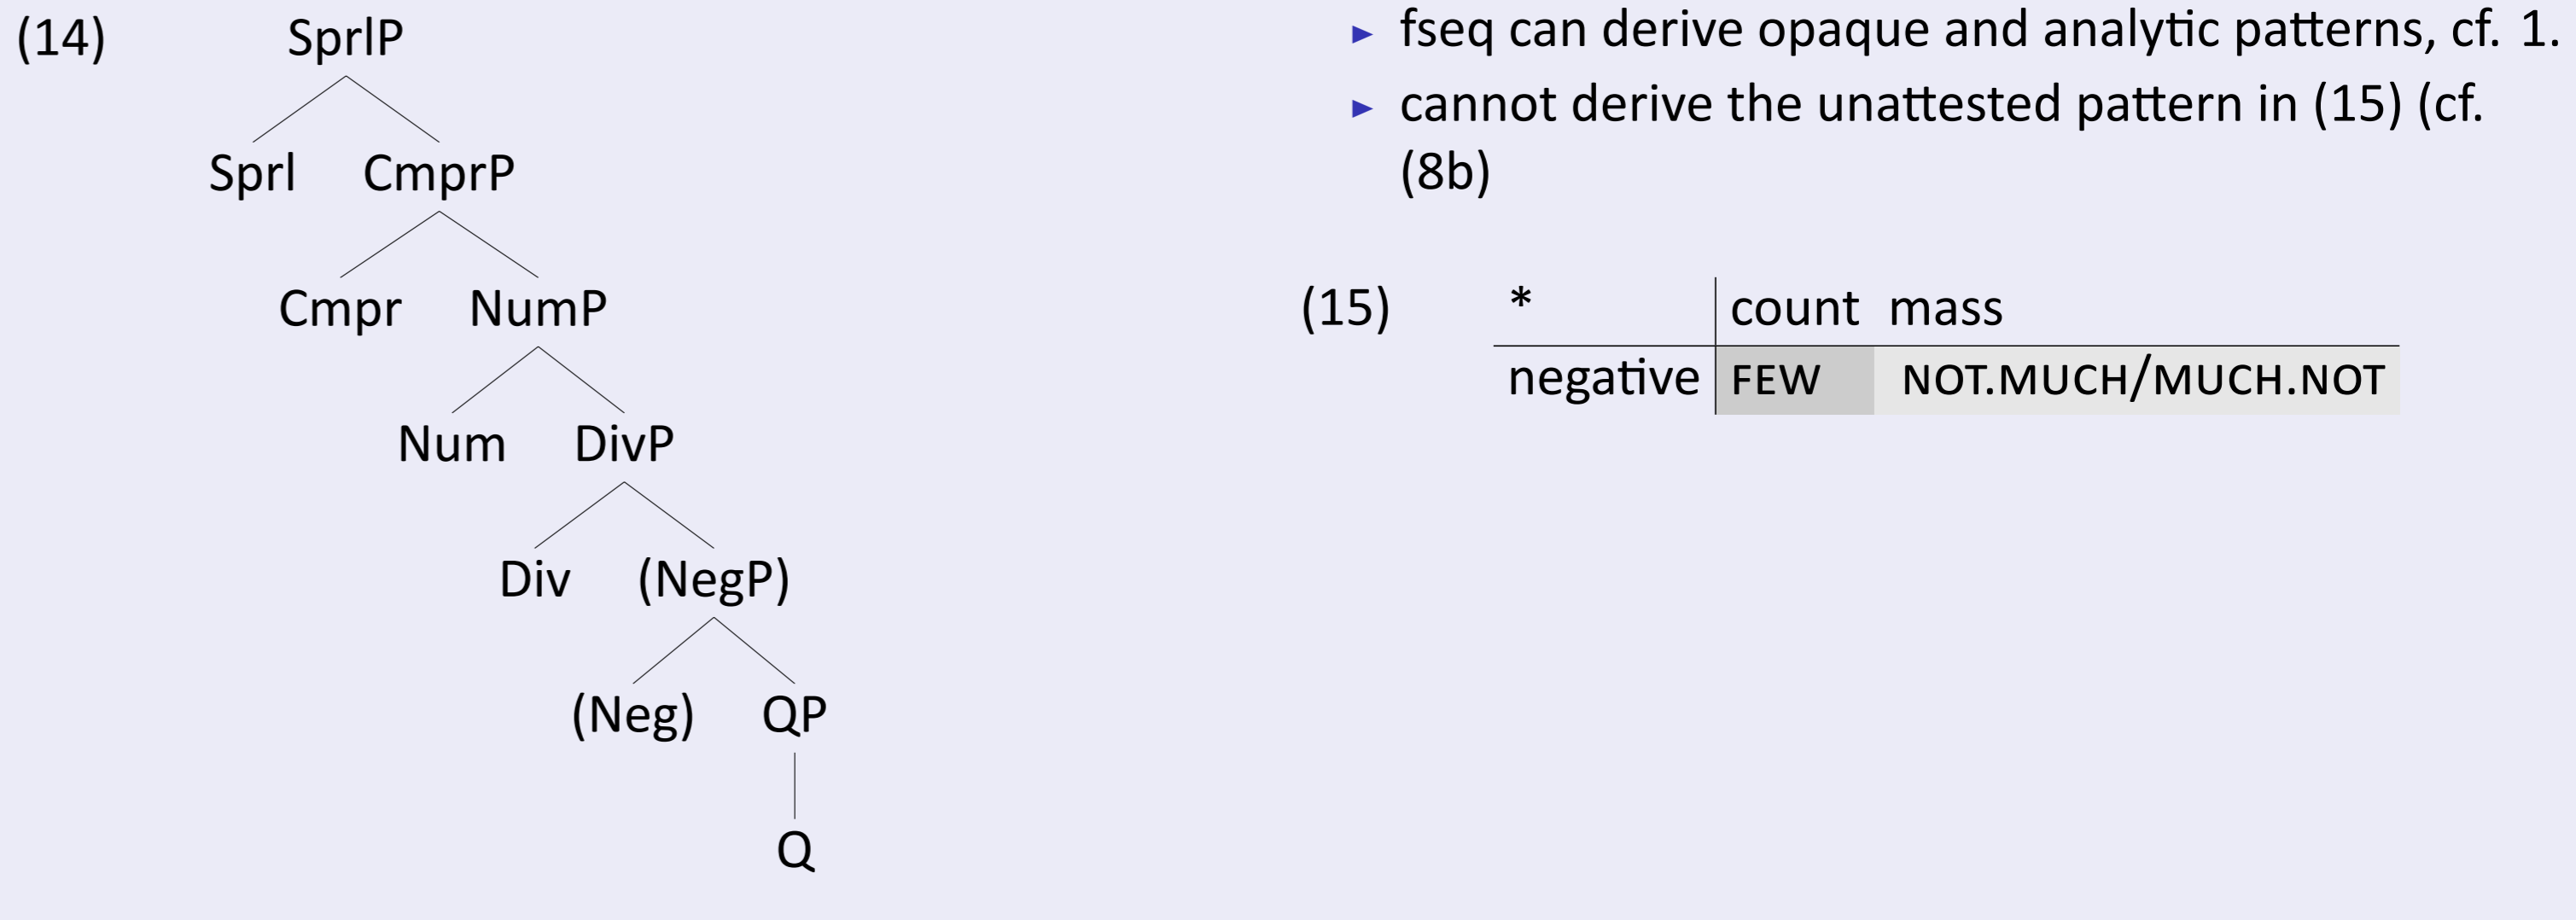 (14) SprlP
Sprl CmprP
Cmpr NumP
Num DivP
Div (NegP)
(Neg) QP
Q
► fseq can derive opaque and analytic patterns, cf. 1.
► cannot derive the unattested pattern in (15) (cf.
(8b)
(15) * count mass
negative FEW NOT.MUCH/MUCH.NOT